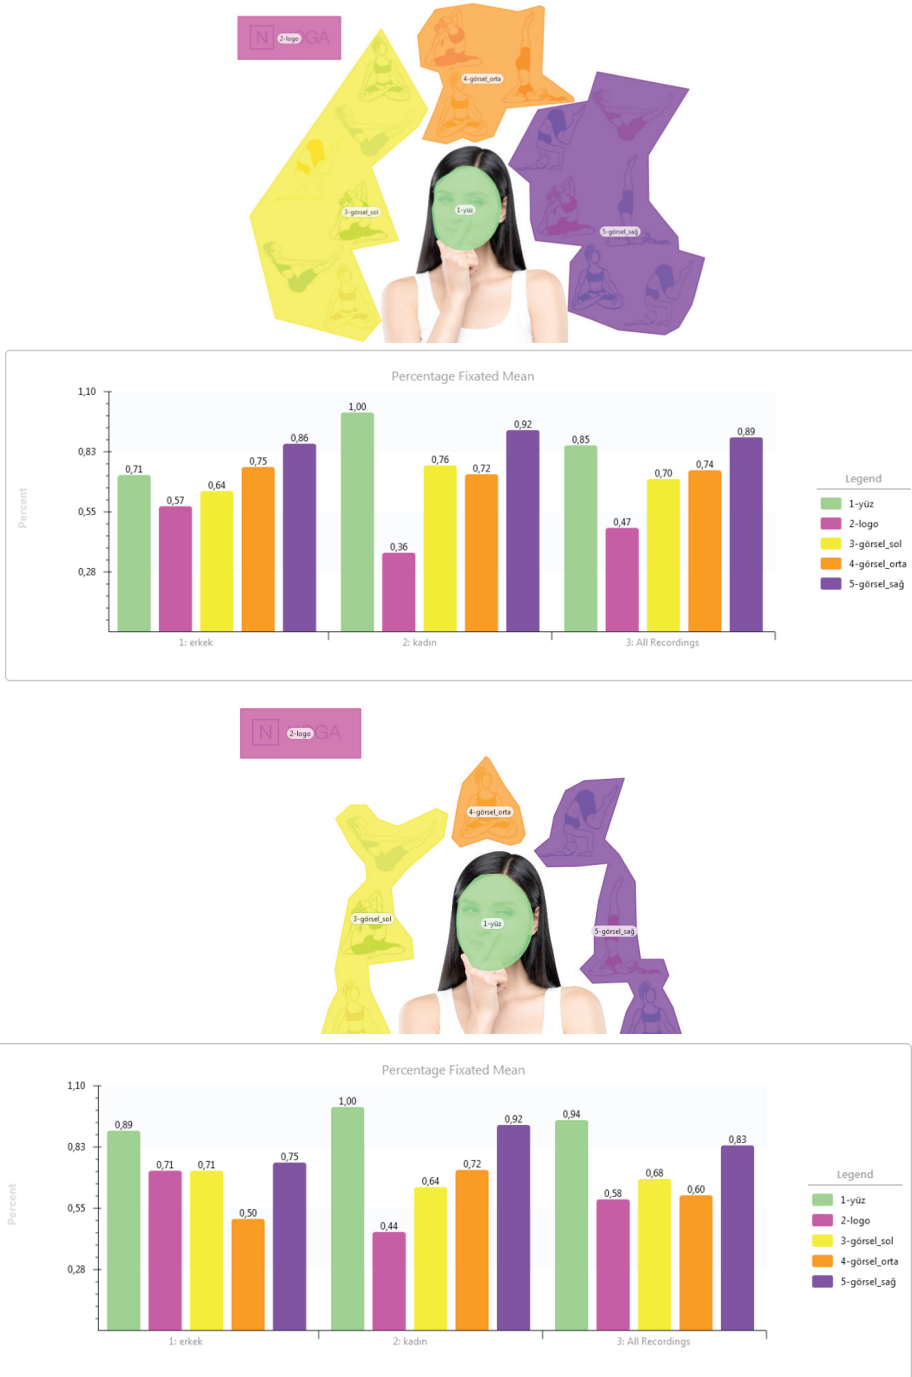 2-logo
N YOGA
4-görsel_orta
3-görsel_sol
1-yüz
5-görsel_sağ
Percentage Fixated Mean
Percent
1,10
0,83
0,55
0,28
0,71
0,57
0,64
0,75
0,86
1,00
0,36
0,76
0,72
0,92
0,85
0,47
0,70
0,74
0,89
1: erkek
2: kadın
3: All Recordings
Legend
1-yüz
2-logo
3-görsel_sol
4-görsel_orta
5-görsel_sağ
N YOGA
2-logo
4-görsel_orta
3-görsel_sol
1-yüz
5-görsel_sağ
Percentage Fixated Mean
Percent
1,10
0,83
0,55
0,28
0,89
0,71
0,71
0,50
0,75
1,00
0,44
0,64
0,72
0,92
0,94
0,58
0,68
0,60
0,83
1: erkek
2: kadın
3: All Recordings
Legend
1-yüz
2-logo
3-görsel_sol
4-görsel_orta
5-görsel_sağ